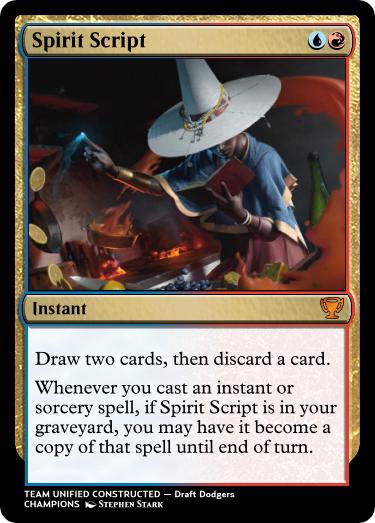 Spirit Script
Instant
Draw two cards, then discard a card.
Whenever you cast an instant or
sorcery spell, if Spirit Script is in your
graveyard, you may have it become a
copy of that spell until end of turn.
TEAM UNIFIED CONSTRUCTED — Draft Dodgers
CHAMPIONS Stephen Stark